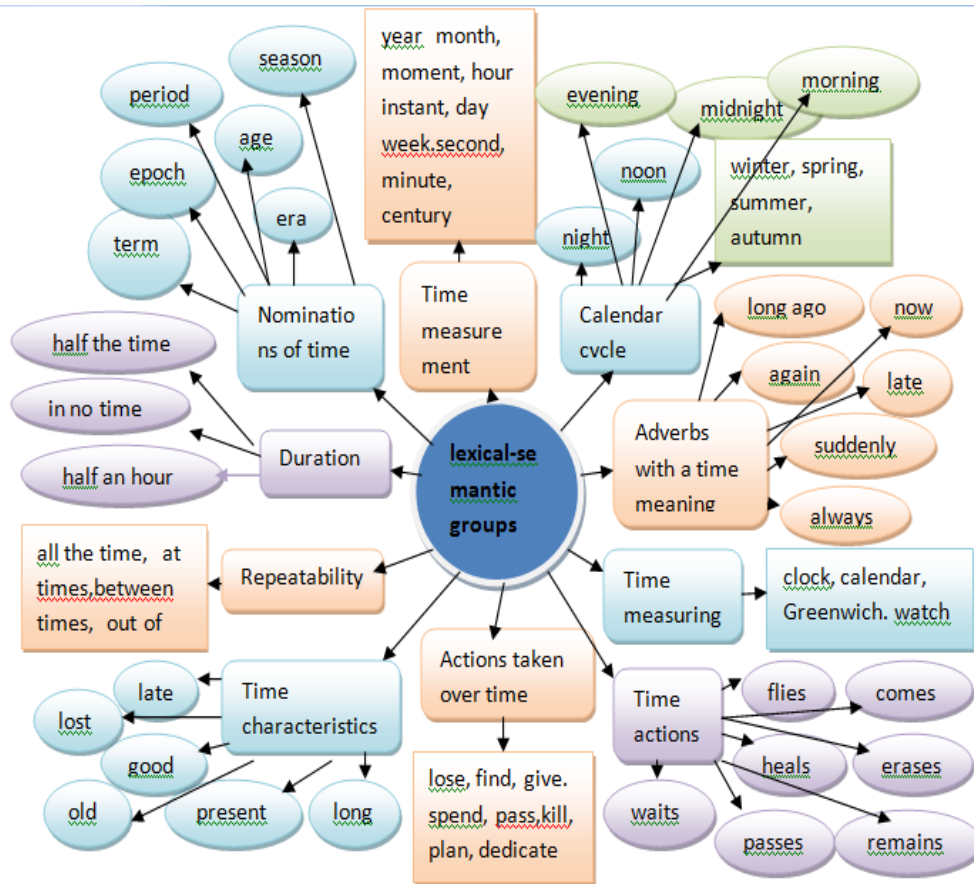 season
period
age
epoch
era
term
year month,
moment, hour
instant, day
week.second,
minute,
century
evening
midnight
morning
noon
night
winter, spring,
summer,
autumn
Nominatio
ns of time
Time
measure
ment
Calendar
cycle
half the time
in no time
half an hour
Duration
lexical-se
mantic
groups
long ago
now
again
late
suddenly
always
Adverbs
with a time
meaning
all the time, at
times,between
times, out of
Repeatability
Time
measuring
clock, calendar,
Greenwich. watch
Time
characteristics
late
lost
good
old
present
long
Actions taken
over time
lose, find, give.
spend, pass,kill,
plan, dedicate
Time
actions
flies
comes
heals
erases
waits
passes
remains